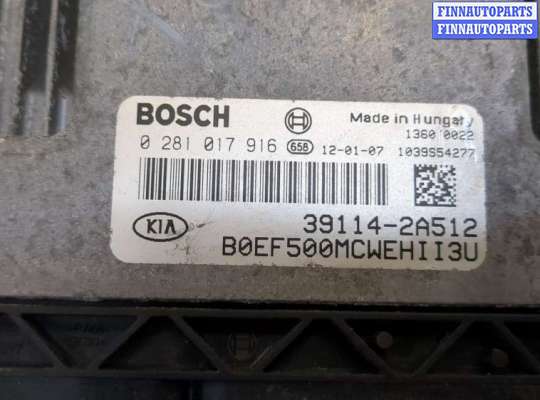 FINNAUTOPARTS
FINNAUTOPARTS
BOSCH
Made in Hungary
1360 0022
0 281 017 916 658 12-01-07 1039S54277
KIA
39114-2A512
B0EF500MCWEHII3U